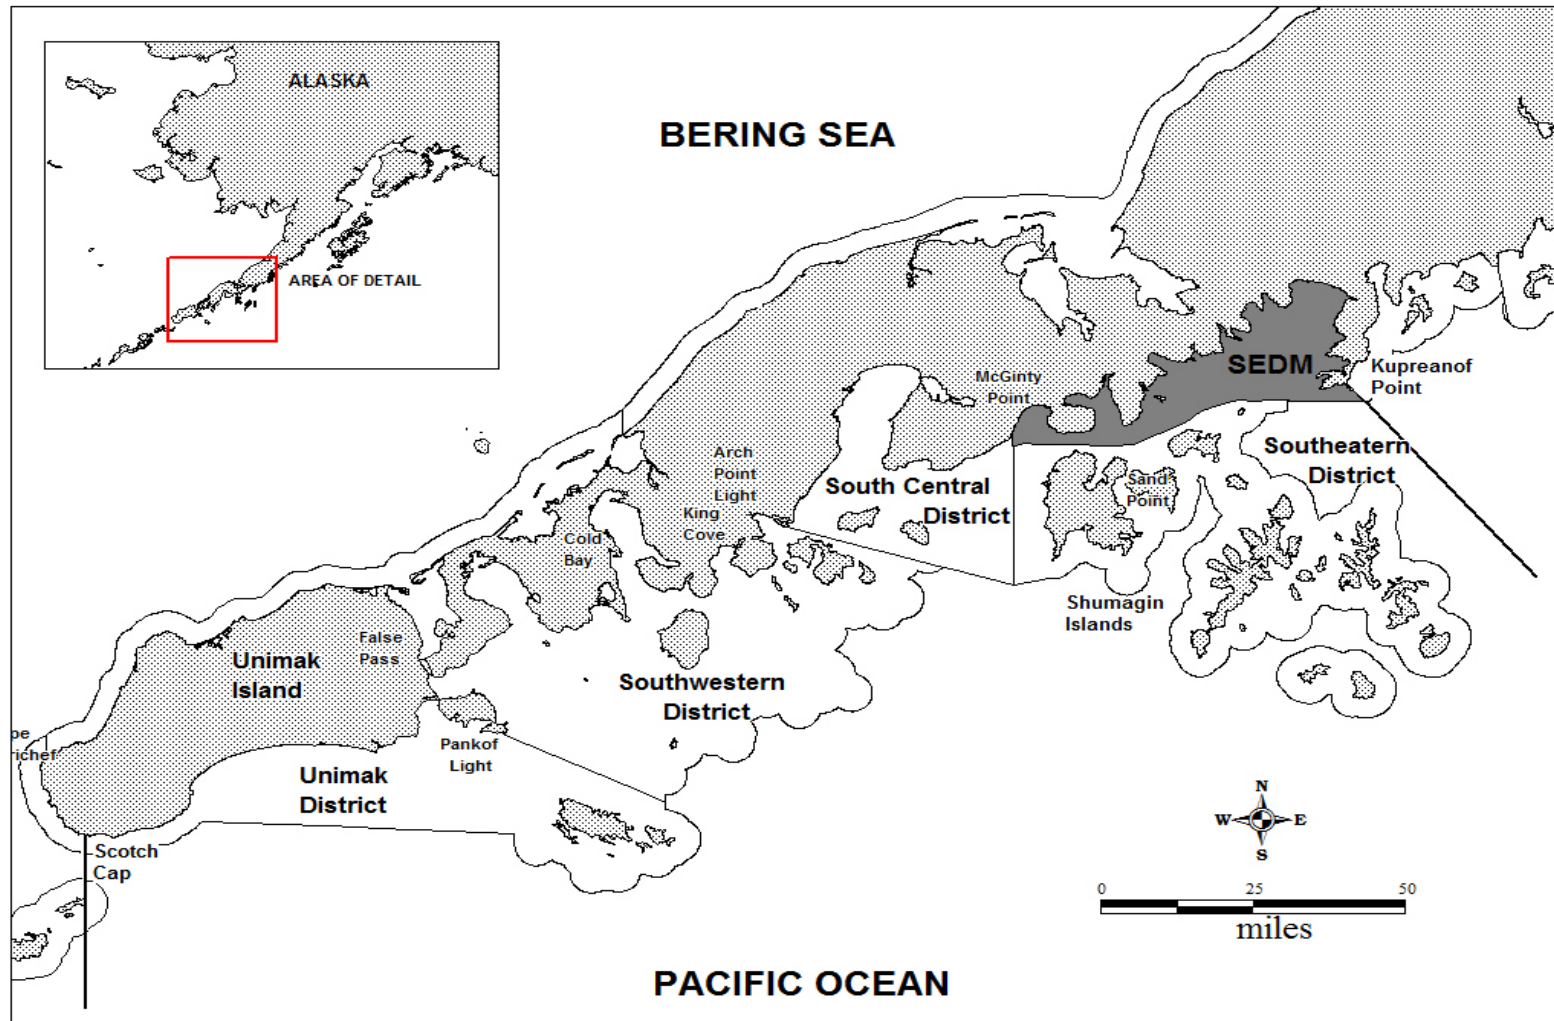 ALASKA
AREA OF DETAIL
BERING SEA
SEDM
Kupreanof
Point
McGinty
Point
Southeatern
District
Arch
Point
Light
South Central
District
Sand
Point
King
Cove
Cold
Bay
Shumagin
Islands
False
Pass
Unimak
Island
Southwestern
District
pe
richef
Pankof
Light
Unimak
District
N
W
E
S
Scotch
Cap
0
25
50
miles
PACIFIC OCEAN